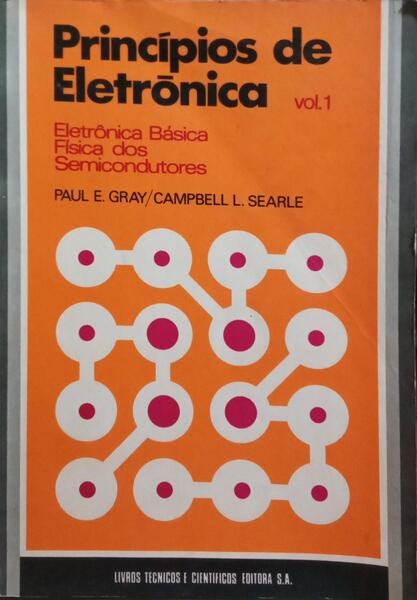 Princípios de
Eletrônica vol.1
Eletrônica Básica
Física dos
Semicondutores
PAUL E. GRAY/CAMPBELL L. SEARLE
LIVROS TECNICOS E CIENTIFICOS EDITORA S.A.